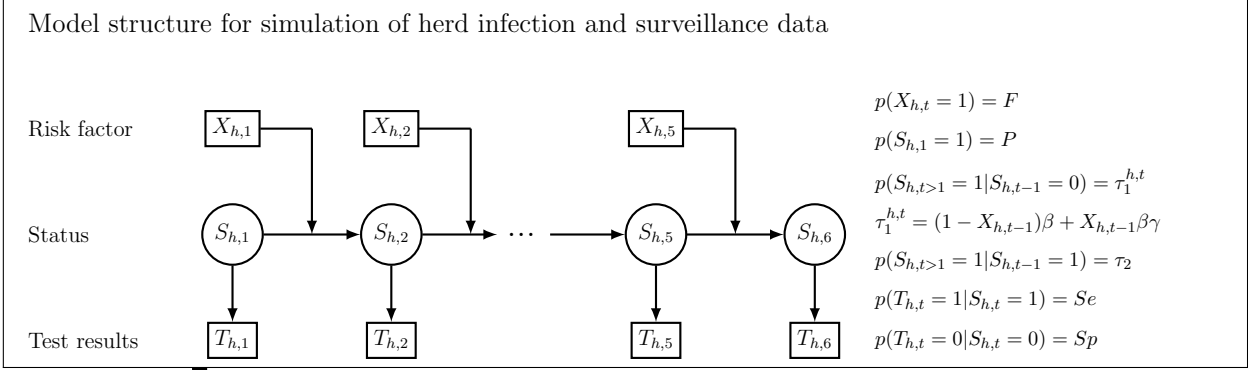 Model structure for simulation of herd infection and surveillance data
Risk factor X_{h,1} X_{h,2} X_{h,5}
Status S_{h,1} S_{h,2} ... S_{h,5} S_{h,6}
Test results T_{h,1} T_{h,2} T_{h,5} T_{h,6}
p(X_{h,t} = 1) = F
p(S_{h,1} = 1) = P
p(S_{h,t>1} = 1|S_{h,t−1} = 0) = τ_1^{h,t}
τ_1^{h,t} = (1 − X_{h,t−1})β + X_{h,t−1}βγ
p(S_{h,t>1} = 1|S_{h,t−1} = 1) = τ_2
p(T_{h,t} = 1|S_{h,t} = 1) = Se
p(T_{h,t} = 0|S_{h,t} = 0) = Sp